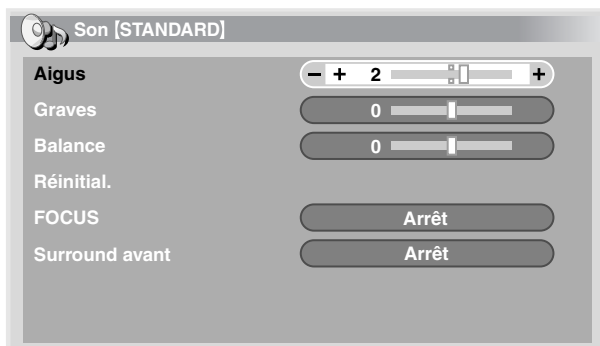 Son [STANDARD]
Aigus − + 2 +
Graves 0
Balance 0
Réinitial.
FOCUS Arrêt
Surround avant Arrêt